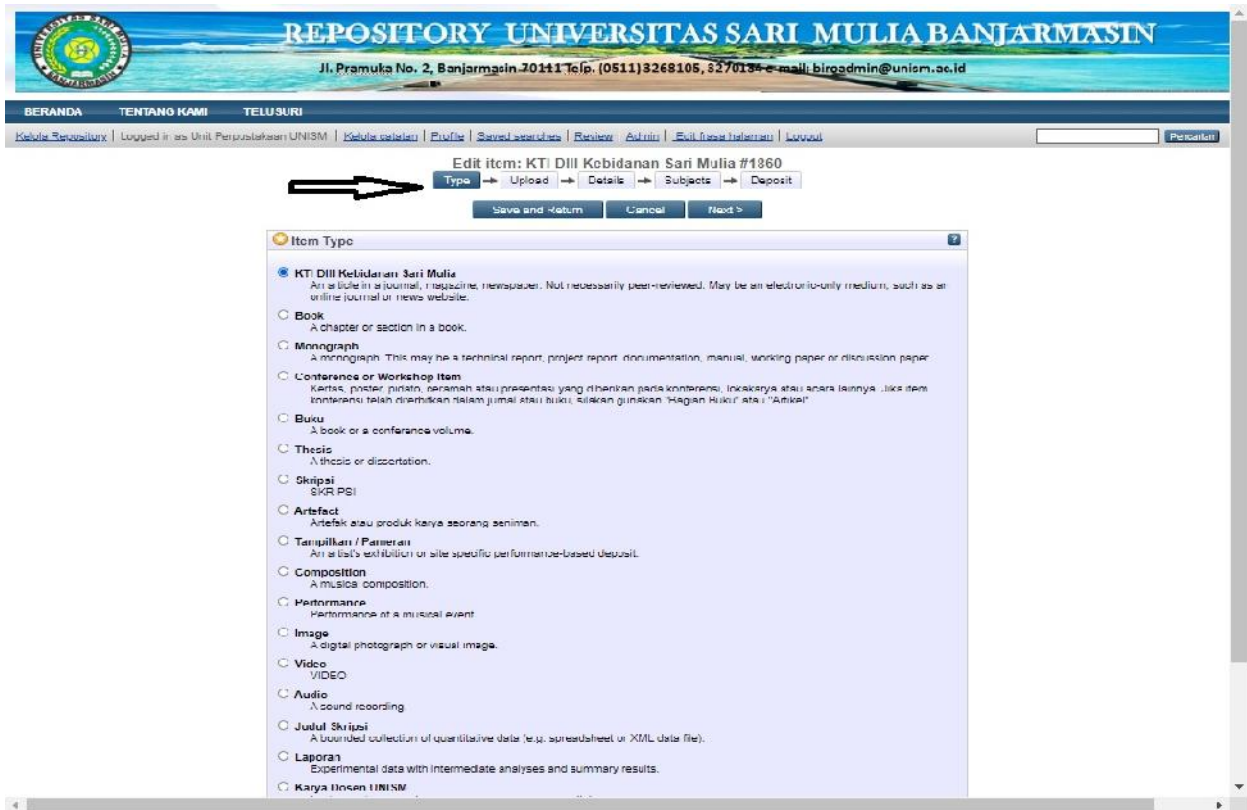 REPOSITORY UNIVERSITAS SARI MULIA BANJARMASIN
Jl. Pramuka No. 2, Banjarmasin 70111 Telp. (0511)3268105, 3270134 e-mail: biroadmin@unism.ac.id
BERANDA TENTANG KAMI TELUSURI
Kelola Repository | Logged in as Unit Perpustakaan UNISM | Kelola catatan | Profile | Saved searches | Review | Admin | Edit frasa halaman | Logout Pencarian
Edit item: KTI DIII Kebidanan Sari Mulia #1860
Type Upload Details Subjects Deposit
Save and Return Cancel Next >
Item Type ?
KTI DIII Kebidanan Sari Mulia
An article in a journal, magazine, newspaper. Not necessarily peer-reviewed. May be an electronic-only medium, such as an
online journal or news website.
Book
A chapter or section in a book.
Monograph
A monograph. This may be a technical report, project report, documentation, manual, working paper or discussion paper
Conference or Workshop Item
Kertas, poster, pidato, ceramah atau presentasi yang diberikan pada konferensi, lokakarya atau acara lainnya. Jika item
konferensi telah diterbitkan dalam jurnal atau buku, silakan gunakan "Bagian Buku" atau "Artikel"
Buku
A book or a conference volume.
Thesis
A thesis or dissertation.
Skripsi
SKRIPSI
Artefact
Artefak atau produk karya seorang seniman.
Tampilkan / Pameran
An artist's exhibition or site specific performance-based deposit.
Composition
A musical composition.
Performance
Performance of a musical event
Image
A digital photograph or visual image.
Video
VIDEO
Audio
A sound recording
Judul Skripsi
A bounded collection of quantitative data (e.g. spreadsheet or XML data file).
Laporan
Experimental data with intermediate analyses and summary results.
Karya Dosen UNISM